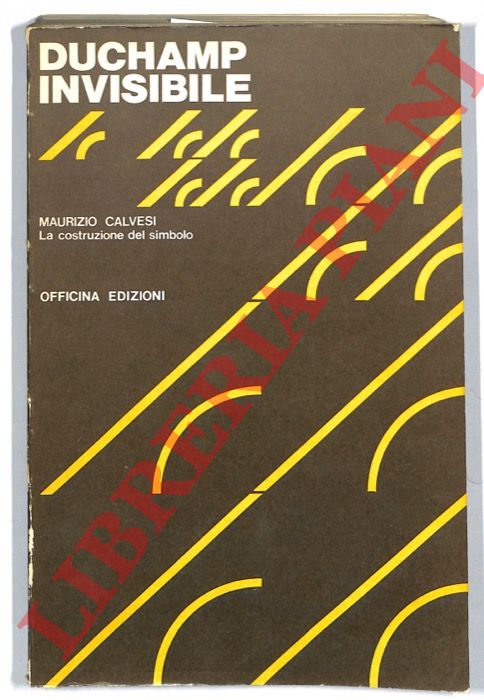 DUCHAMP
INVISIBILE
MAURIZIO CALVESI
La costruzione del simbolo
OFFICINA EDIZIONI
LIBRERIA PIANI